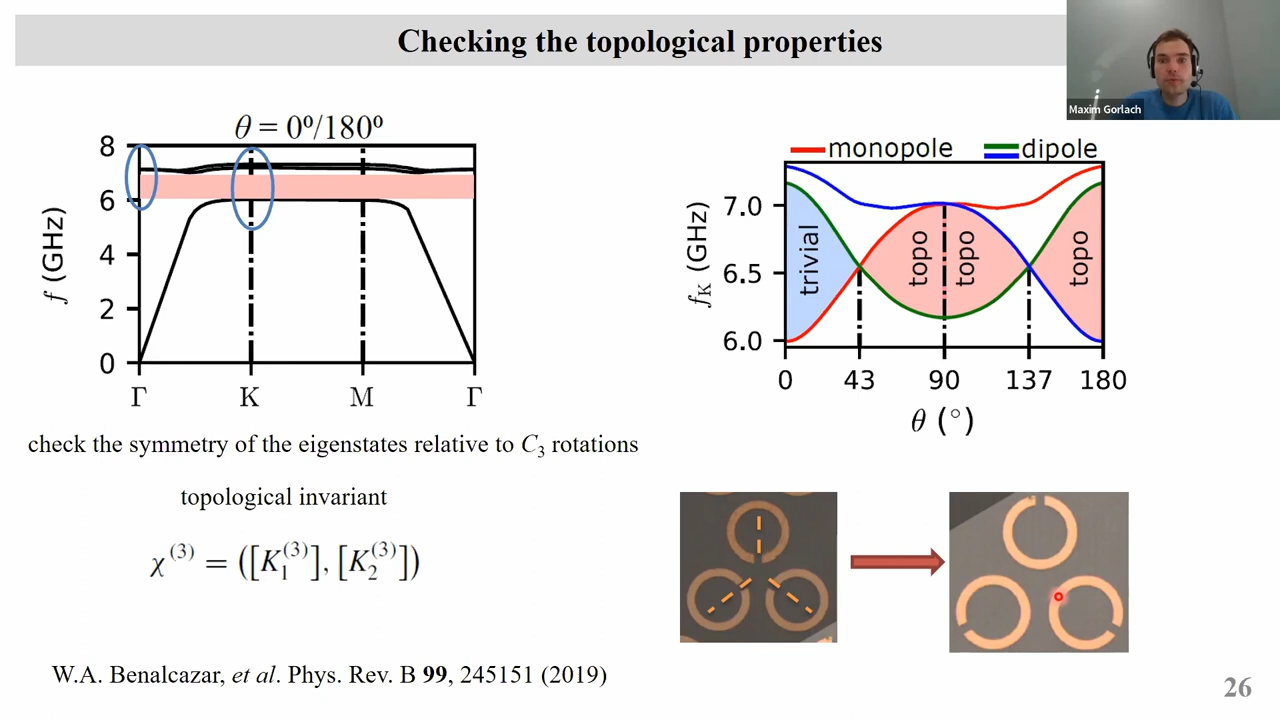 Checking the topological properties
Maxim Gorlach
θ = 0º/180º
8
6
4
2
0
f (GHz)
Γ K M Γ
monopole dipole
7.0
6.5
6.0
f_K (GHz)
trivial topo topo topo
0 43 90 137 180
θ (°)
check the symmetry of the eigenstates relative to C₃ rotations
topological invariant
χ⁽³⁾ = ([K₁⁽³⁾], [K₂⁽³⁾])
W.A. Benalcazar, et al. Phys. Rev. B 99, 245151 (2019)
26